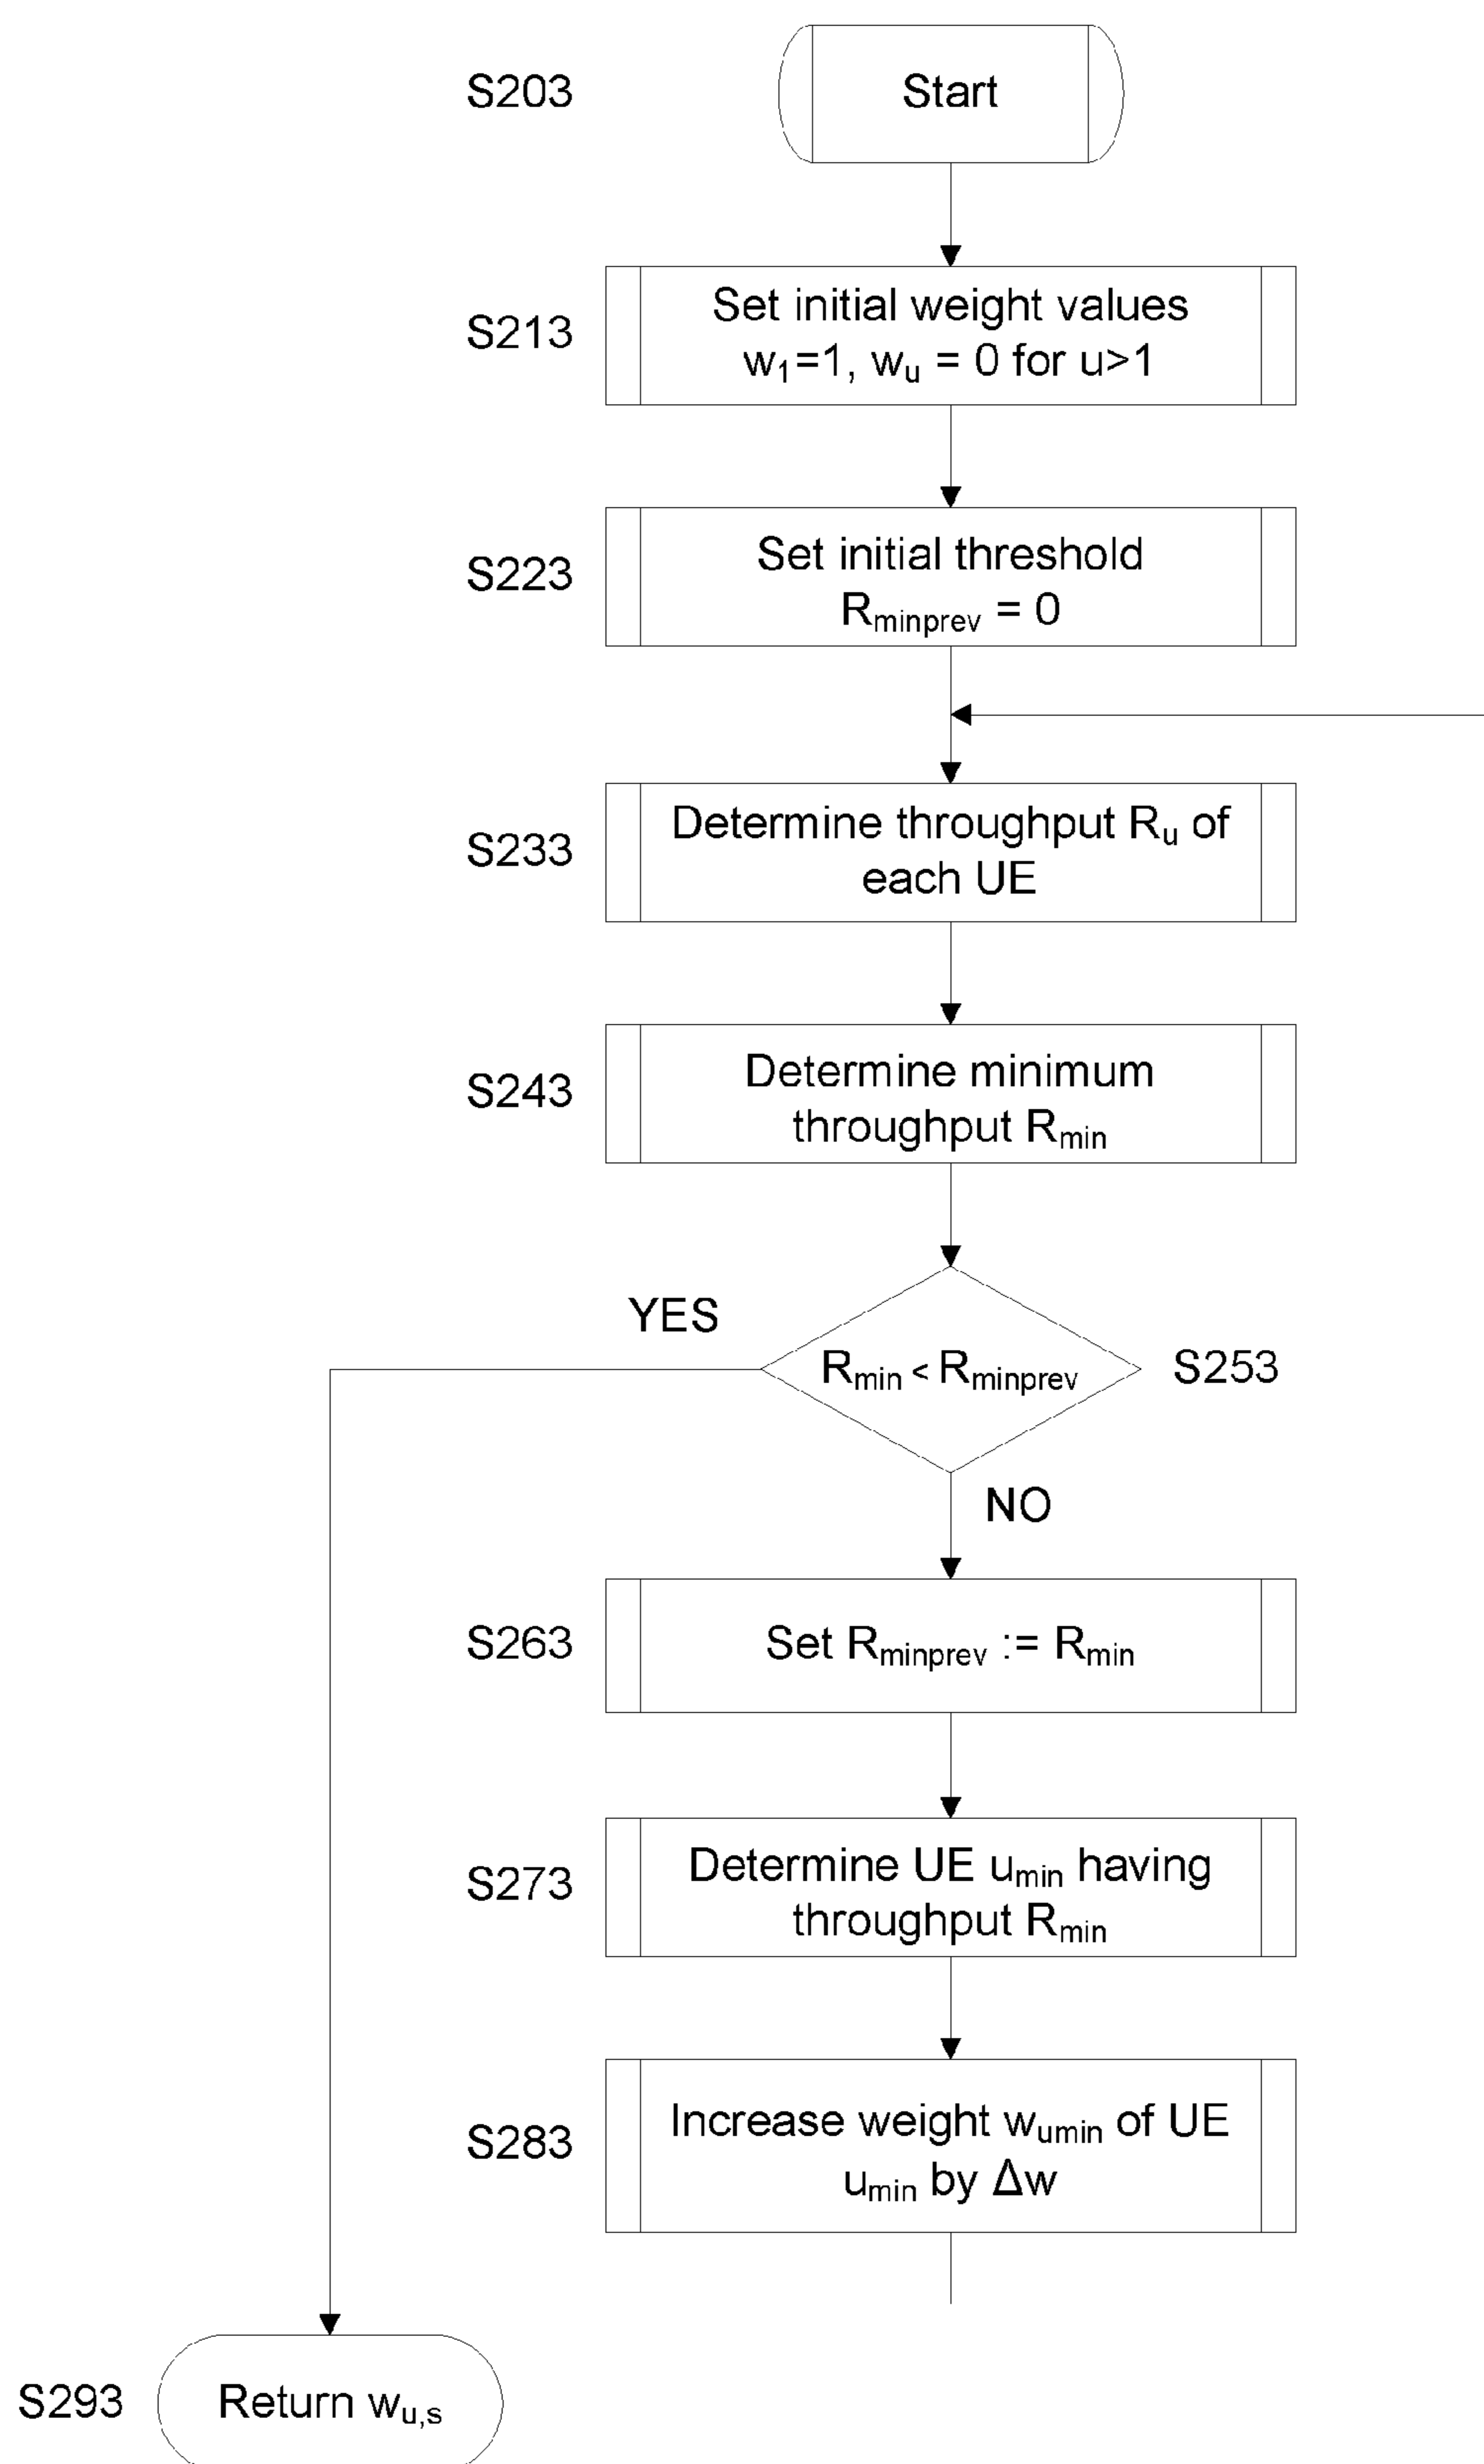 S203
Start
S213
Set initial weight values
w₁=1, wᵤ = 0 for u>1
S223
Set initial threshold
Rminprev = 0
S233
Determine throughput Rᵤ of
each UE
S243
Determine minimum
throughput Rmin
YES
Rmin < Rminprev
S253
NO
S263
Set Rminprev := Rmin
S273
Determine UE umin having
throughput Rmin
S283
Increase weight wumin of UE
umin by Δw
S293
Return wu,s